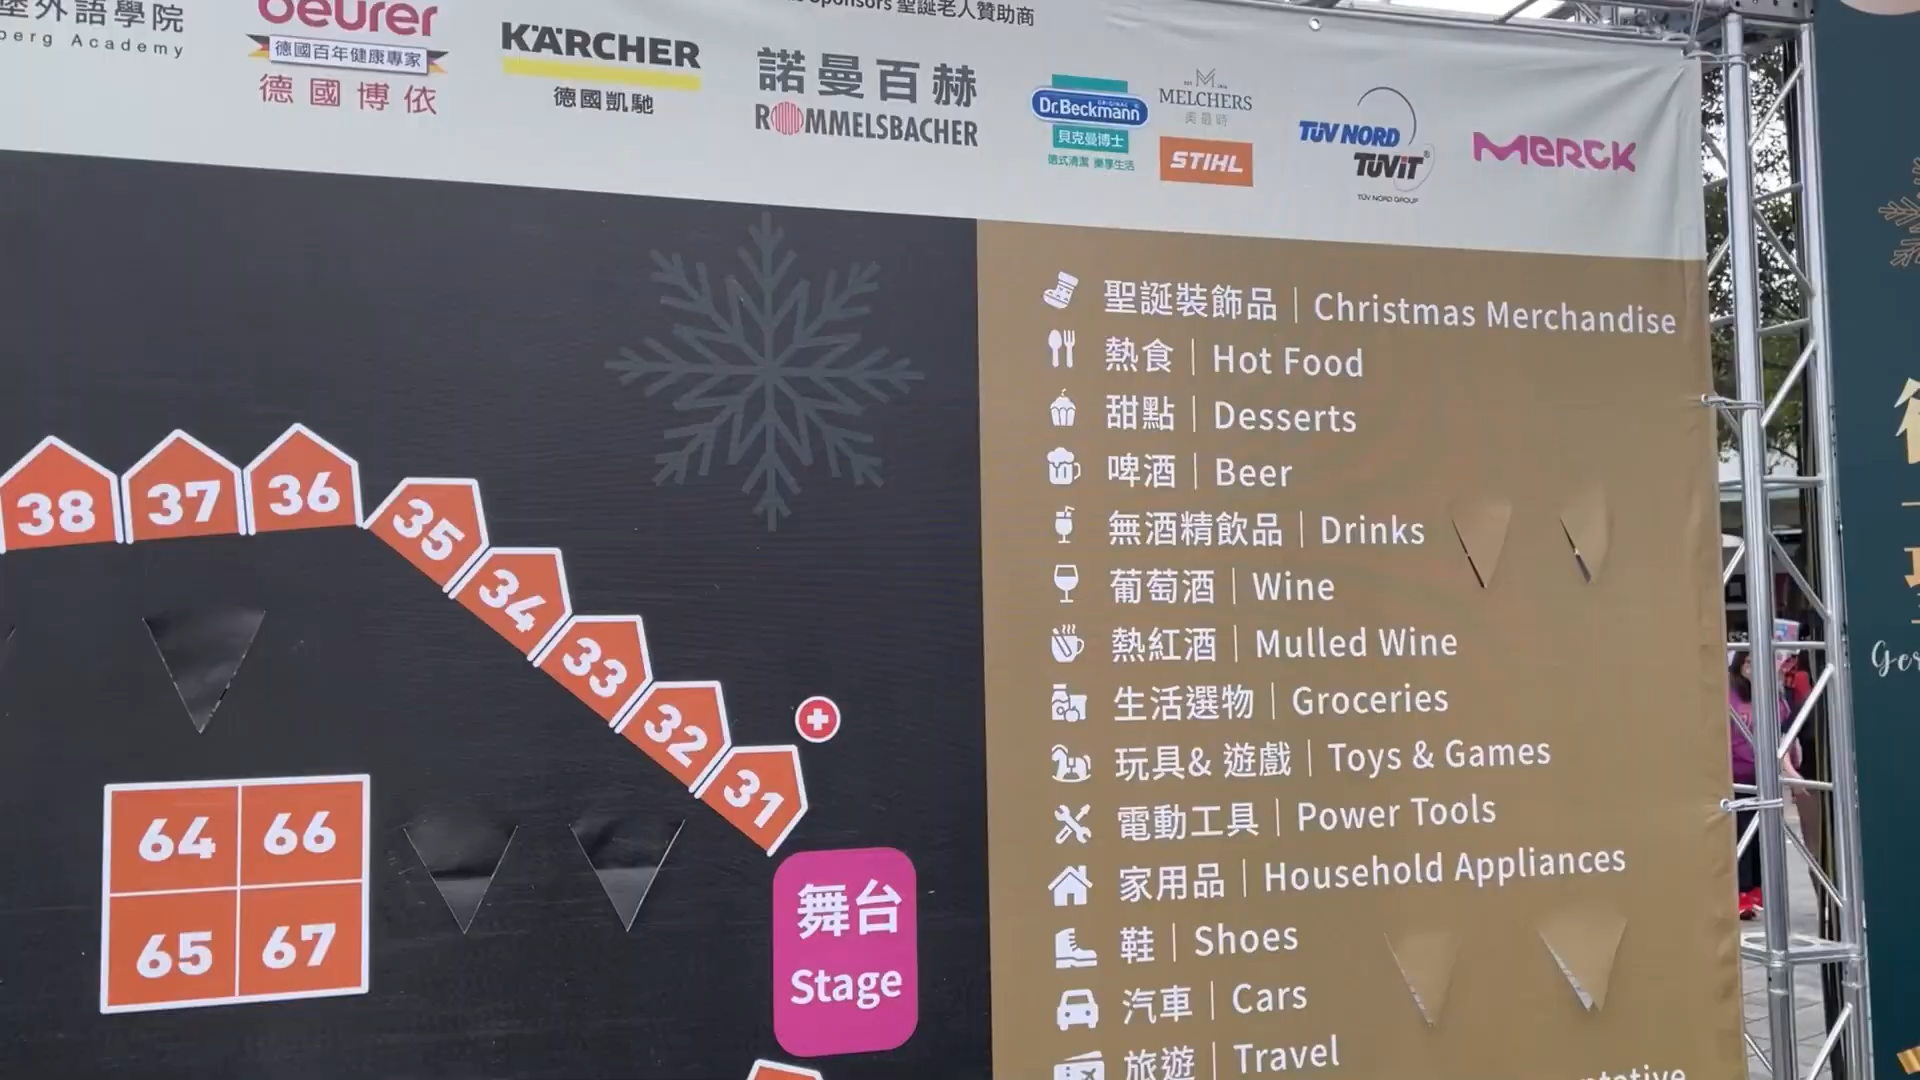 Sponsors 聖誕老人贊助商
堡外語學院
berg Academy
beurer
德國百年健康專家
德國博依
KÄRCHER
德國凱馳
諾曼百赫
ROMMELSBACHER
ORIGINAL
Dr.Beckmann
貝克曼博士
德式清潔 樂享生活
MELCHERS
美最時
STIHL
TÜV NORD
TÜViT®
TÜV NORD GROUP
MERCK
聖誕裝飾品｜Christmas Merchandise
熱食｜Hot Food
甜點｜Desserts
啤酒｜Beer
無酒精飲品｜Drinks
葡萄酒｜Wine
熱紅酒｜Mulled Wine
生活選物｜Groceries
玩具& 遊戲｜Toys & Games
電動工具｜Power Tools
家用品｜Household Appliances
鞋｜Shoes
汽車｜Cars
旅遊｜Travel
38 37 36 35 34 33 32 31
64 66
65 67
舞台
Stage
Ger